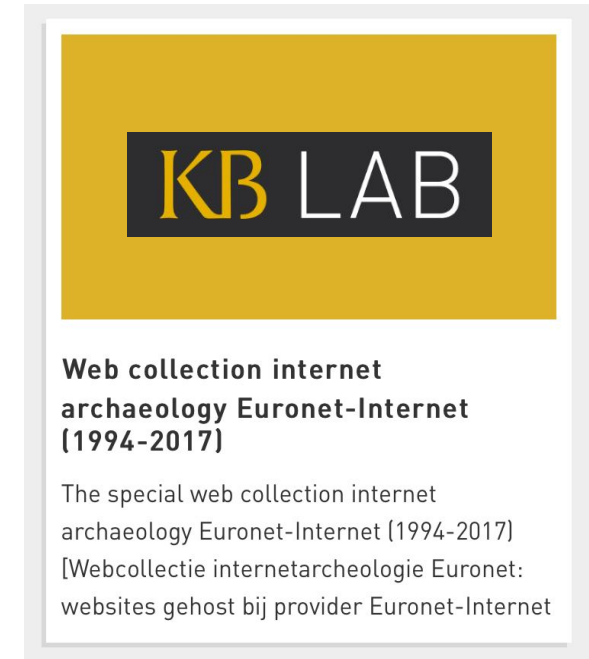 KB LAB
Web collection internet
archaeology Euronet-Internet
(1994-2017)
The special web collection internet
archaeology Euronet-Internet (1994-2017)
[Webcollectie internetarcheologie Euronet:
websites gehost bij provider Euronet-Internet